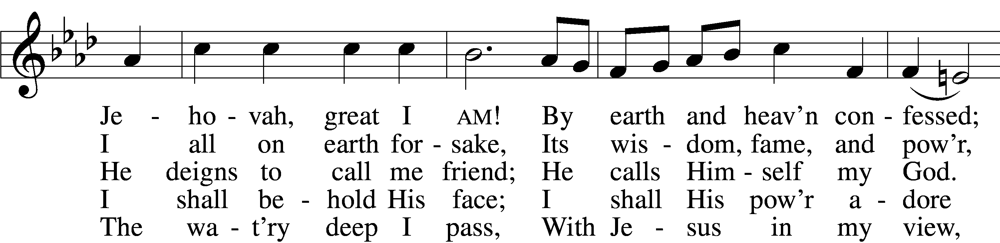 Je - ho - vah, great I AM! By earth and heav'n con - fessed;
I all on earth for - sake, Its wis - dom, fame, and pow'r,
He deigns to call me friend; He calls Him - self my God.
I shall be - hold His face; I shall His pow'r a - dore
The wa - t'ry deep I pass, With Je - sus in my view,